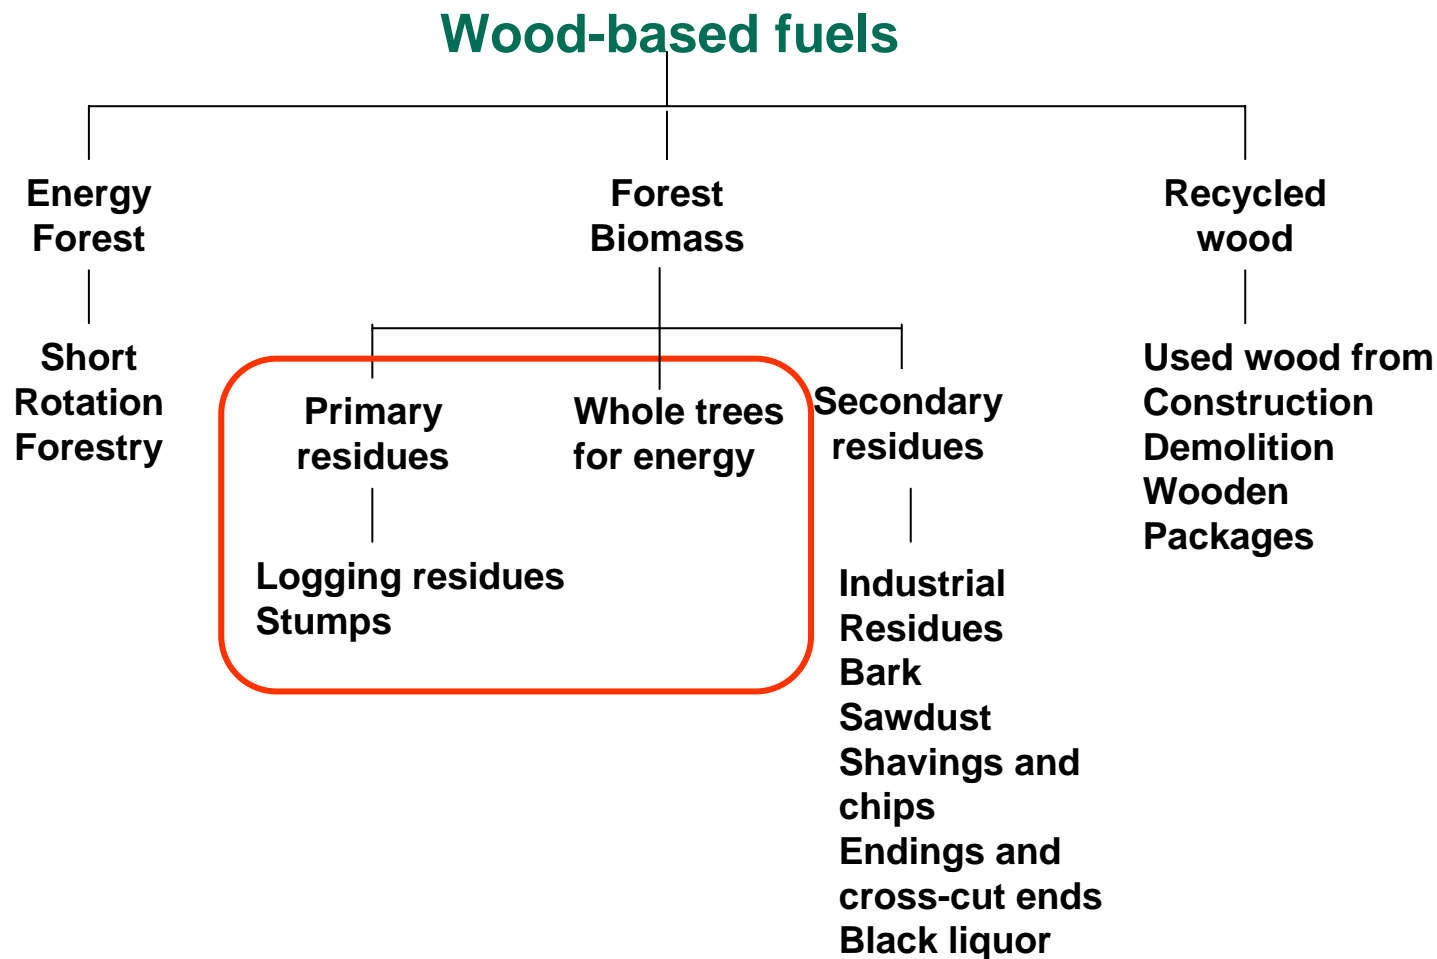 Wood-based fuels
Energy
Forest
Forest
Biomass
Recycled
wood
Short
Rotation
Forestry
Primary
residues
Logging residues
Stumps
Whole trees
for energy
Secondary
residues
Industrial
Residues
Bark
Sawdust
Shavings and
chips
Endings and
cross-cut ends
Black liquor
Used wood from
Construction
Demolition
Wooden
Packages